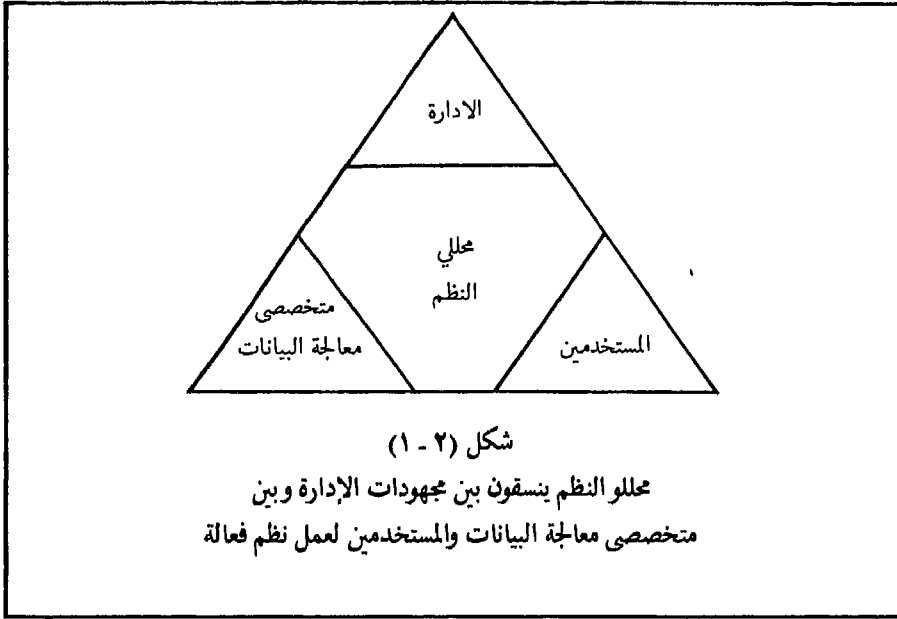 الادارة
محللي
النظم
متخصصى
معالجة البيانات
المستخدمين
شكل (٢ - ١)
محللو النظم ينسقون بين مجهودات الإدارة وبين
متخصصى معالجة البيانات والمستخدمين لعمل نظم فعالة